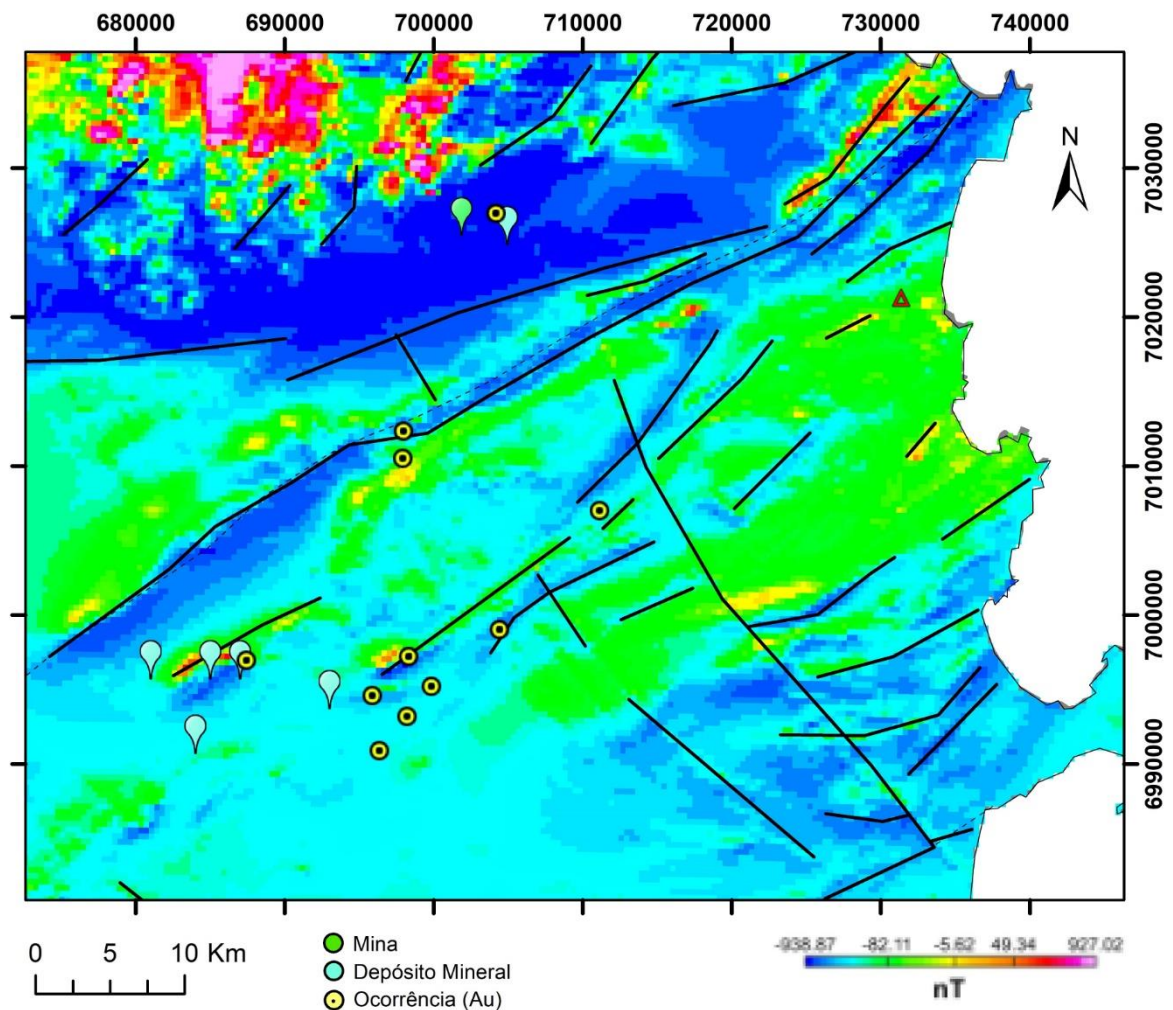 680000 690000 700000 710000 720000 730000 740000
N
7030000
7020000
7010000
7000000
6990000
0 5 10 Km
Mina
Depósito Mineral
Ocorrência (Au)
-938.87 -82.11 -5.62 49.34 927.02
nT